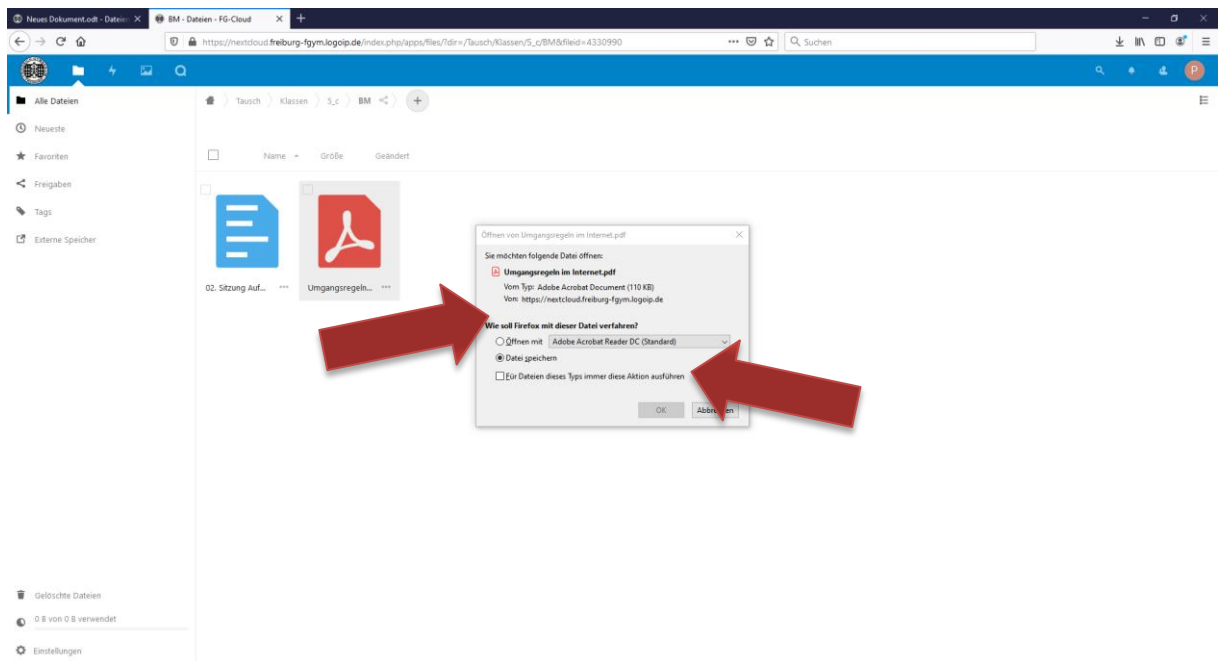 Neues Dokument.odt - Dateien
BM - Dateien - FG-Cloud
https://nextcloud.freiburg-fgym.logoip.de/index.php/apps/files/?dir=/Tausch/Klassen/5_c/BM&fileid=4330990
Suchen
P
Alle Dateien
Tausch
Klassen
5_c
BM
Neueste
Favoriten
Freigaben
Tags
Externe Speicher
Name
Größe
Geändert
02. Sitzung Auf...
Umgangsregeln...
Öffnen von Umgangsregeln im Internet.pdf
Sie möchten folgende Datei öffnen:
Umgangsregeln im Internet.pdf
Vom Typ: Adobe Acrobat Document (110 KB)
Von: https://nextcloud.freiburg-fgym.logoip.de
Wie soll Firefox mit dieser Datei verfahren?
Öffnen mit Adobe Acrobat Reader DC (Standard)
Datei speichern
Für Dateien dieses Typs immer diese Aktion ausführen
OK
Gelöschte Dateien
0 B von 0 B verwendet
Einstellungen